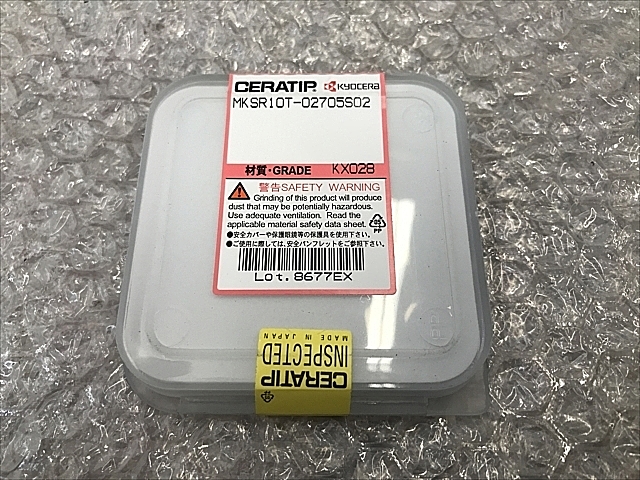 CERATIP KYOCERA
MKSR10T-02705S02
材質・GRADE KX028
警告SAFETY WARNING
Grinding of this product will produce
dust that may be potentially hazardous.
Use adequate ventilation. Read the
applicable material safety data sheet.
●安全カバーや保護眼鏡等の保護具を使用下さい。
●ご使用に際しては、安全パンフレットをご参照下さい。
PP
Lot.8677EX
CERATIP
INSPECTED
MADE IN JAPAN